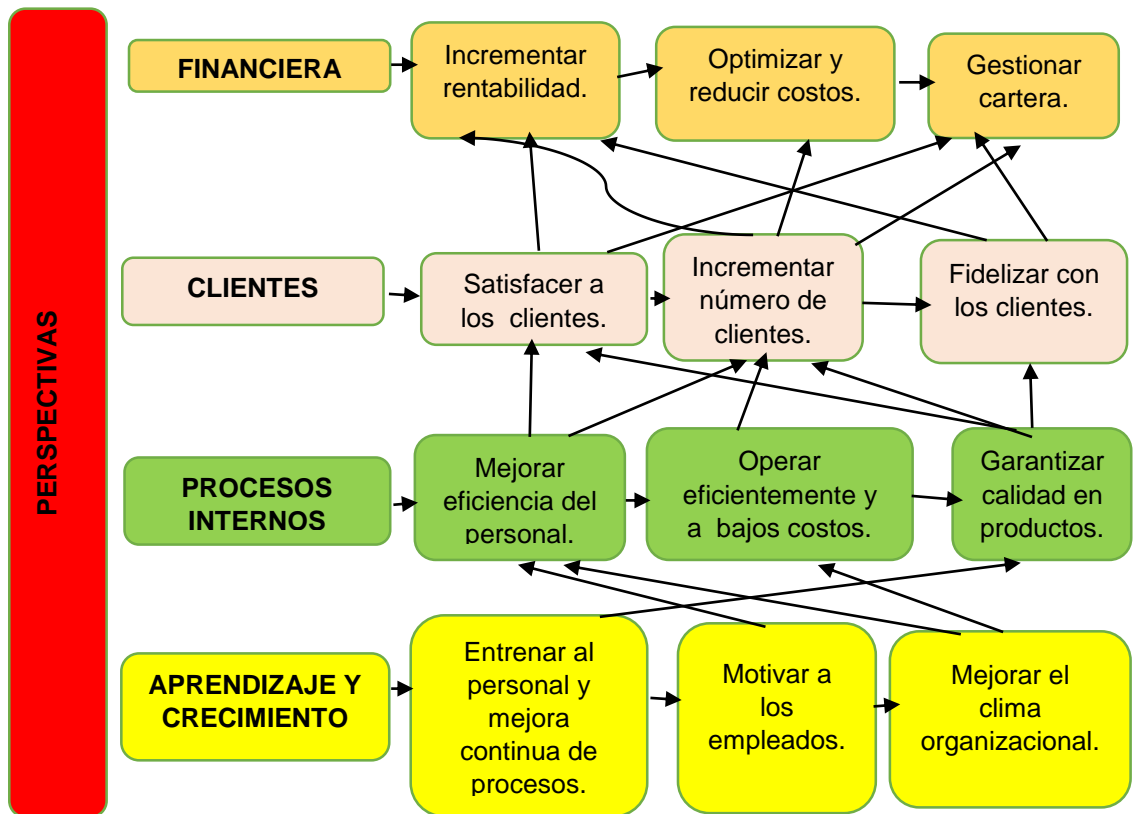 PERSPECTIVAS
FINANCIERA
Incrementar
rentabilidad.
Optimizar y
reducir costos.
Gestionar
cartera.
CLIENTES
Satisfacer a
los clientes.
Incrementar
número de
clientes.
Fidelizar con
los clientes.
PROCESOS
INTERNOS
Mejorar
eficiencia del
personal.
Operar
eficientemente y
a bajos costos.
Garantizar
calidad en
productos.
APRENDIZAJE Y
CRECIMIENTO
Entrenar al
personal y
mejora
continua de
procesos.
Motivar a
los
empleados.
Mejorar el
clima
organizacional.